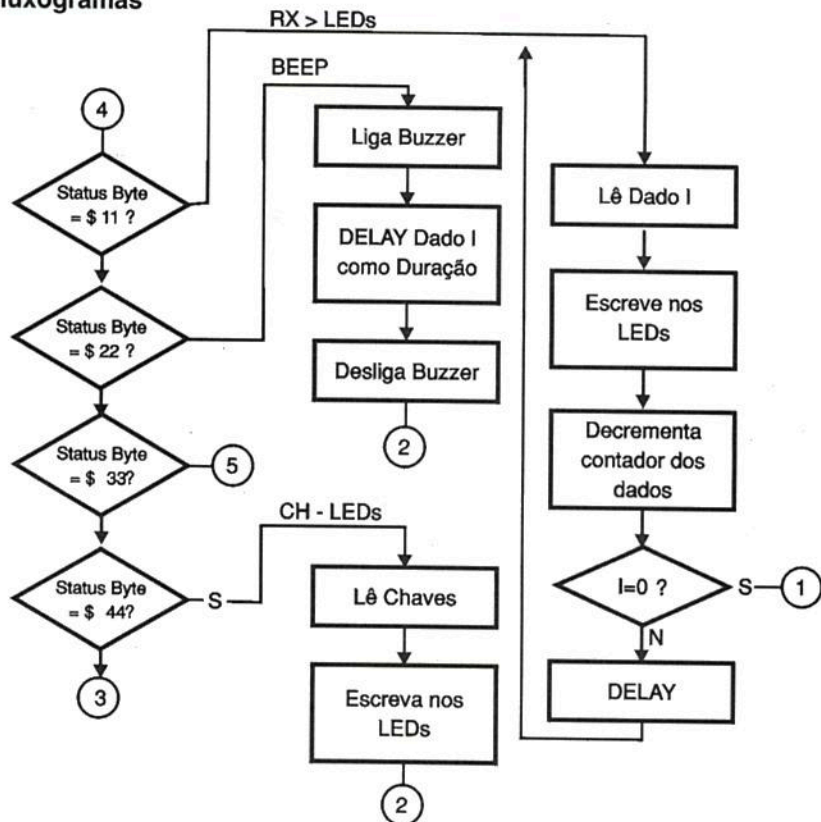 luxogramas
RX > LEDs
BEEP
4
Status Byte
= $ 11 ?
Liga Buzzer
DELAY Dado I
como Duração
Desliga Buzzer
2
Lê Dado I
Escreve nos
LEDs
Decrementa
contador dos
dados
I=0 ?
S
1
N
DELAY
Status Byte
= $ 22 ?
Status Byte
= $ 33?
5
Status Byte
= $ 44?
S
3
CH - LEDs
Lê Chaves
Escreva nos
LEDs
2